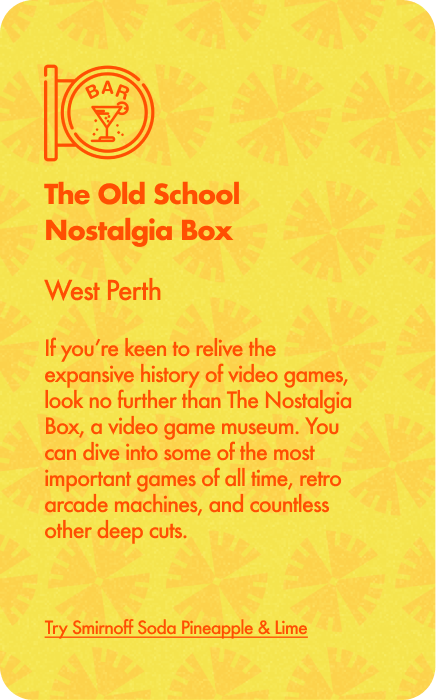 BAR
The Old School
Nostalgia Box
West Perth
If you’re keen to relive the
expansive history of video games,
look no further than The Nostalgia
Box, a video game museum. You
can dive into some of the most
important games of all time, retro
arcade machines, and countless
other deep cuts.
Try Smirnoff Soda Pineapple & Lime